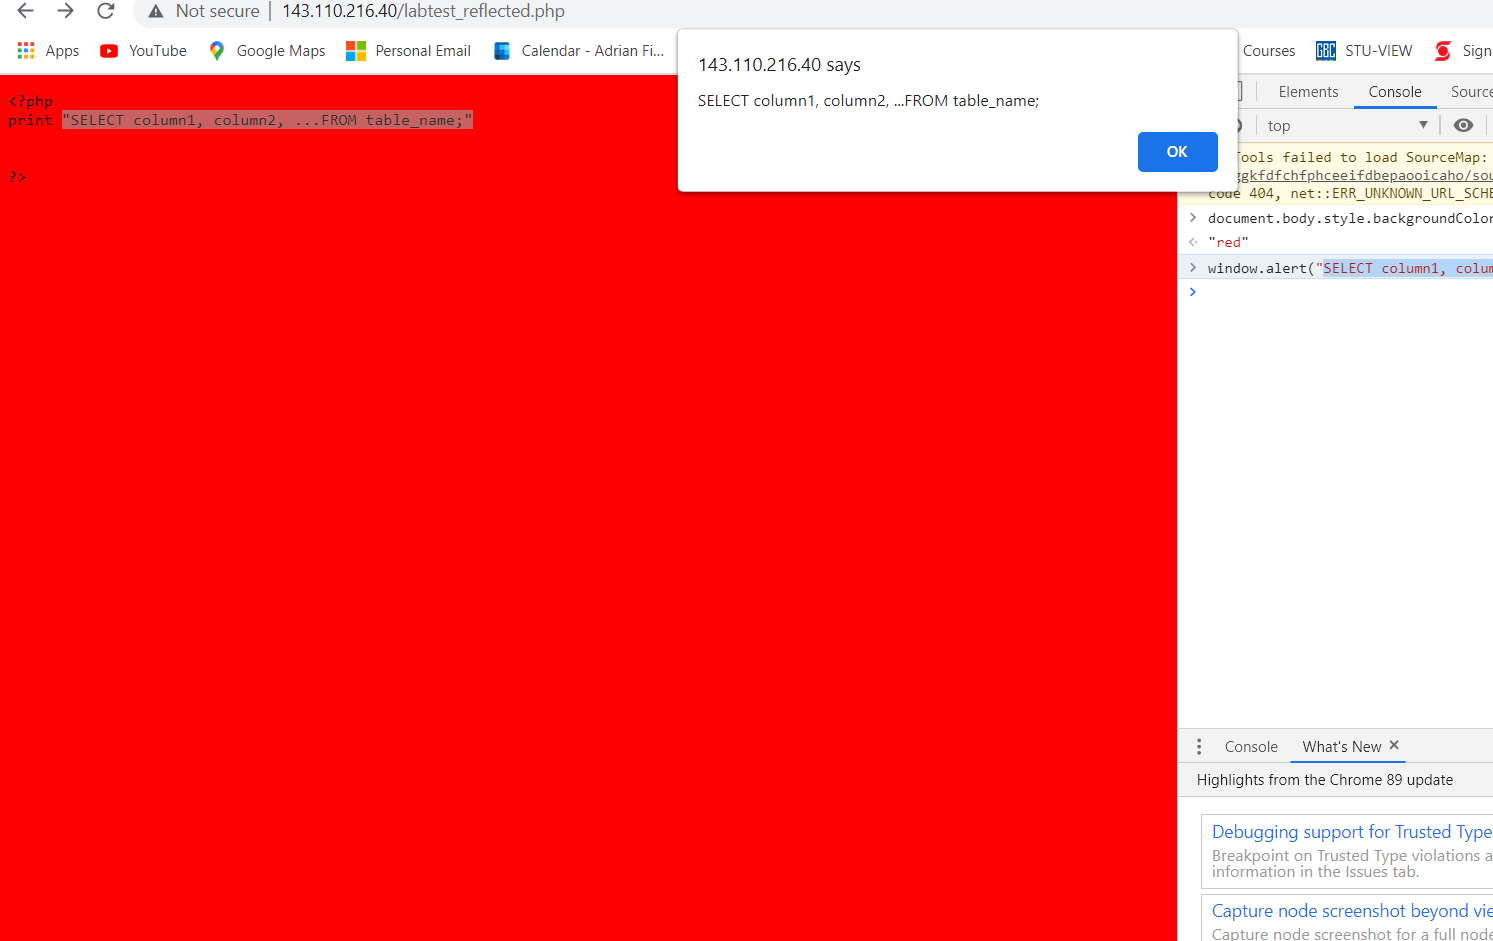 Not secure | 143.110.216.40/labtest_reflected.php
Apps YouTube Google Maps Personal Email Calendar - Adrian Fi... Courses GBC STU-VIEW Sign
143.110.216.40 says
SELECT column1, column2, ...FROM table_name;
OK
<?php
print "SELECT column1, column2, ...FROM table_name;"
?>
Elements Console Source
top
Tools failed to load SourceMap:
ggkfdfchfphceeifdbepaooicaho/sou
code 404, net::ERR_UNKNOWN_URL_SCHE
> document.body.style.backgroundColor
"red"
> window.alert("SELECT column1, colum
>
Console What's New ×
Highlights from the Chrome 89 update
Debugging support for Trusted Type
Breakpoint on Trusted Type violations a
information in the Issues tab.
Capture node screenshot beyond vie
Capture node screenshot for a full node